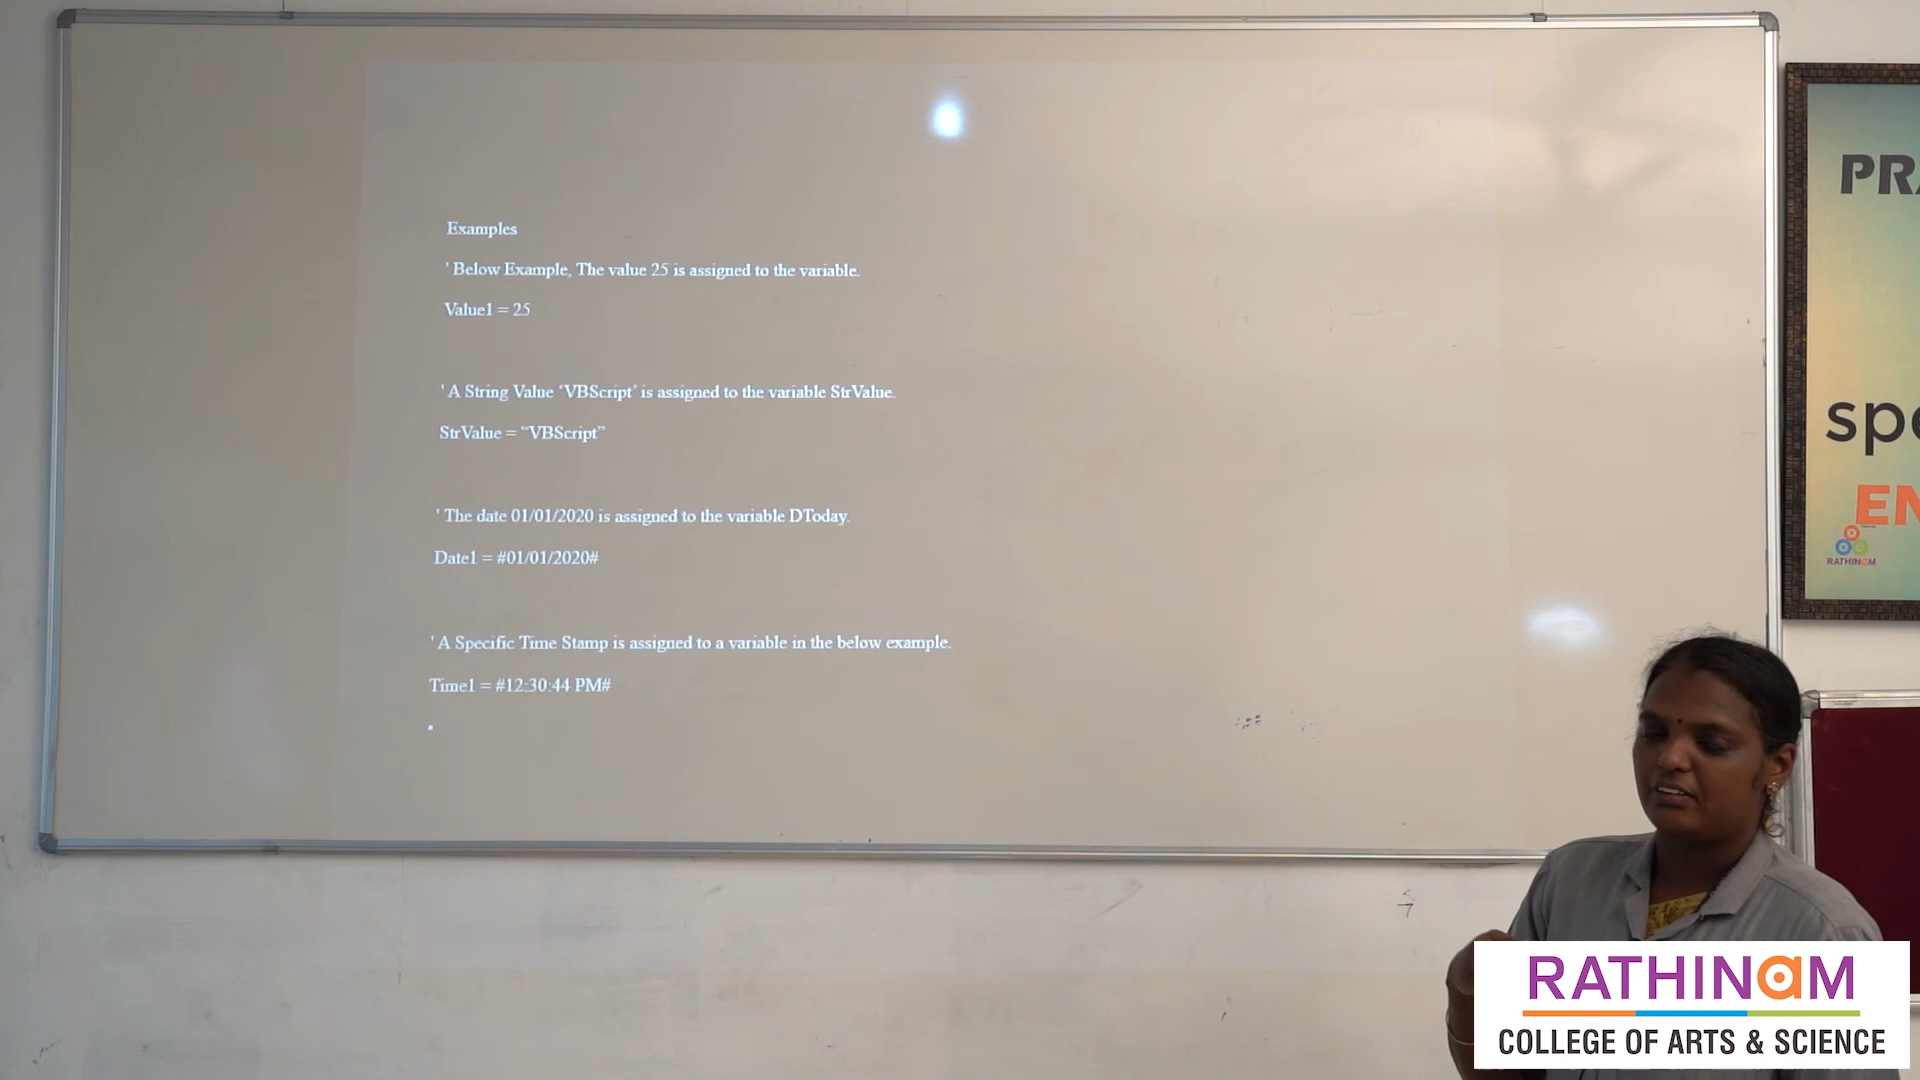 Examples
' Below Example, The value 25 is assigned to the variable.
Value1 = 25
' A String Value ‘VBScript’ is assigned to the variable StrValue.
StrValue = “VBScript”
' The date 01/01/2020 is assigned to the variable DToday.
Date1 = #01/01/2020#
' A Specific Time Stamp is assigned to a variable in the below example.
Time1 = #12:30:44 PM#
RATHINAM
RATHINAM
COLLEGE OF ARTS & SCIENCE